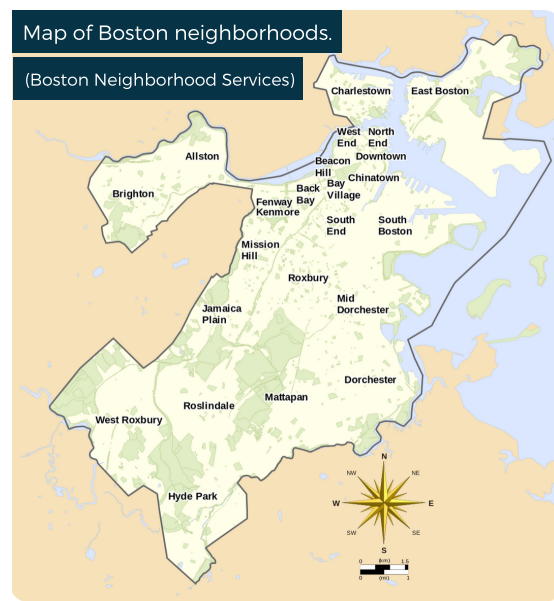 Map of Boston neighborhoods.
(Boston Neighborhood Services)
Charlestown
East Boston
West
End
North
End
Downtown
Allston
Beacon
Hill
Chinatown
Bay
Village
Back
Bay
Brighton
Fenway
Kenmore
South
End
South
Boston
Mission
Hill
Roxbury
Mid
Dorchester
Jamaica
Plain
Dorchester
Mattapan
Roslindale
West Roxbury
Hyde Park
N
NW
NE
W
E
SW
SE
S
0 (km) 1.5
0 (mi) 1